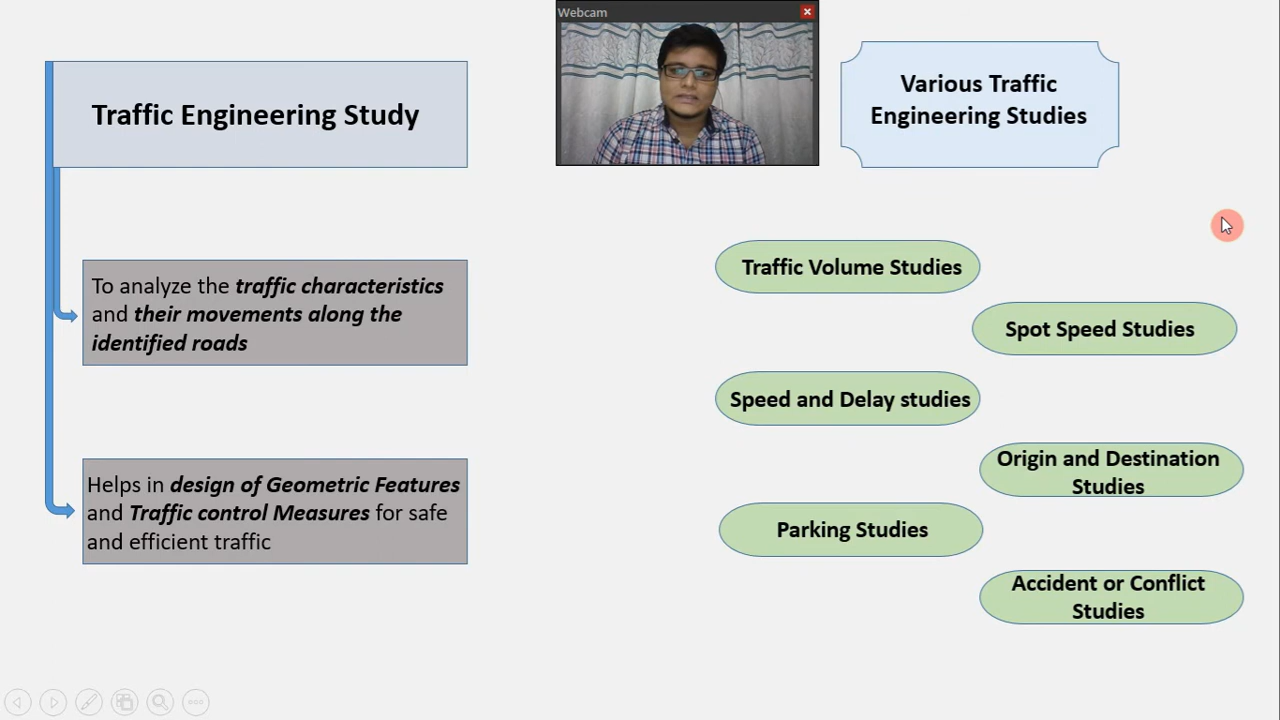 Webcam
Traffic Engineering Study
Various Traffic
Engineering Studies
To analyze the traffic characteristics
and their movements along the
identified roads
Helps in design of Geometric Features
and Traffic control Measures for safe
and efficient traffic
Traffic Volume Studies
Spot Speed Studies
Speed and Delay studies
Origin and Destination
Studies
Parking Studies
Accident or Conflict
Studies